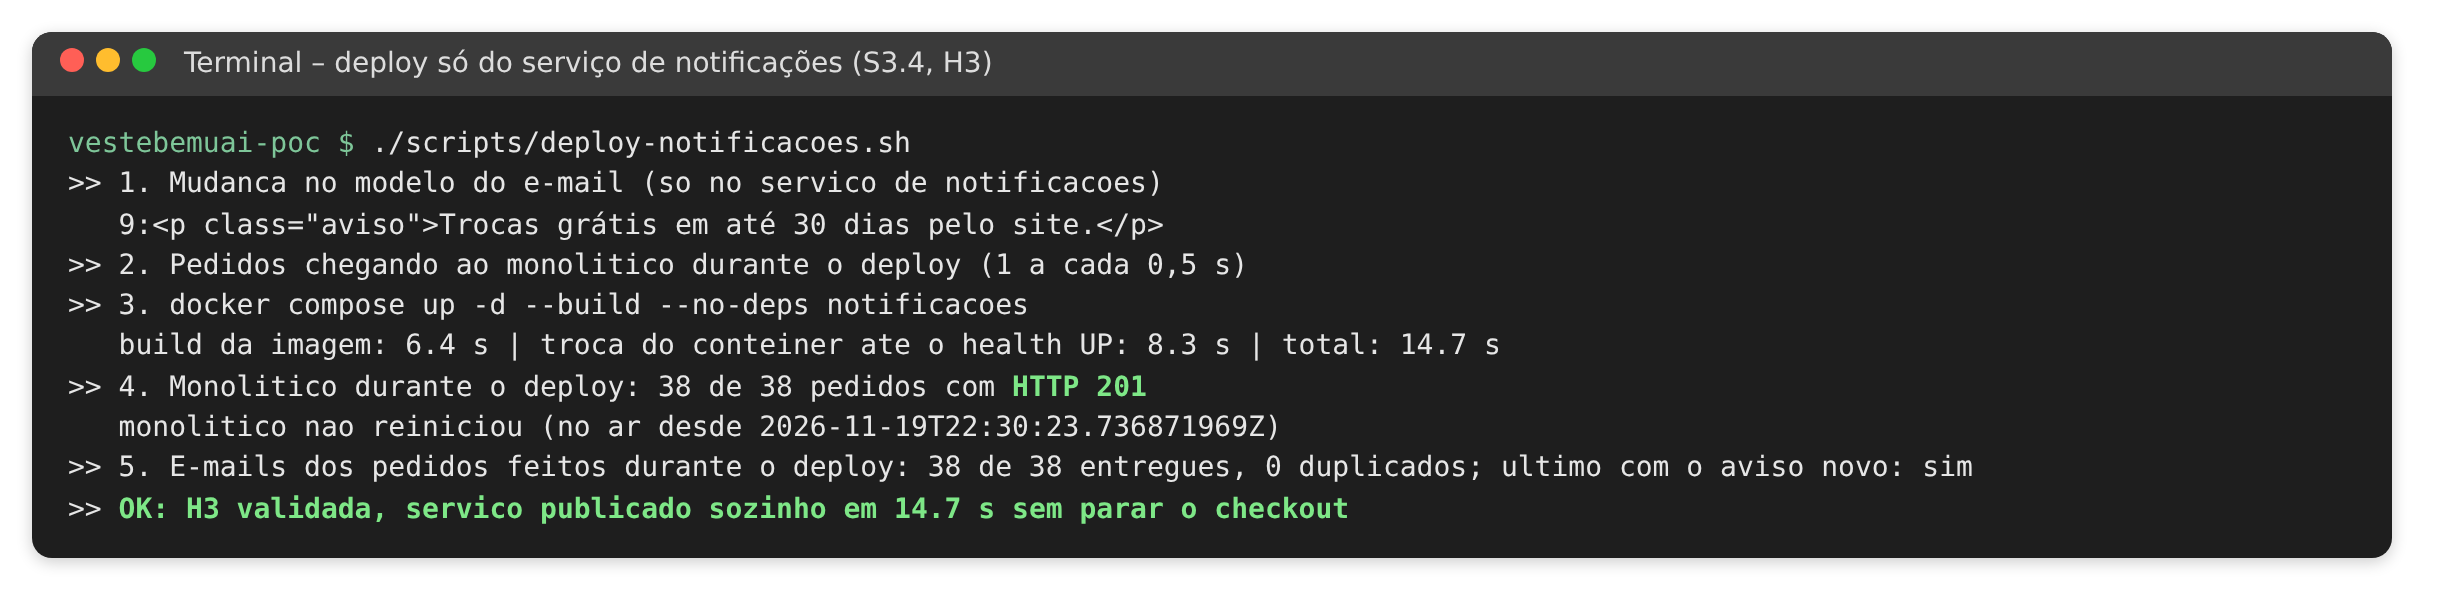 Terminal – deploy só do serviço de notificações (S3.4, H3)
vestebemuai-poc $ ./scripts/deploy-notificacoes.sh
>> 1. Mudanca no modelo do e-mail (so no servico de notificacoes)
9:<p class="aviso">Trocas grátis em até 30 dias pelo site.</p>
>> 2. Pedidos chegando ao monolitico durante o deploy (1 a cada 0,5 s)
>> 3. docker compose up -d --build --no-deps notificacoes
build da imagem: 6.4 s | troca do conteiner ate o health UP: 8.3 s | total: 14.7 s
>> 4. Monolitico durante o deploy: 38 de 38 pedidos com HTTP 201
monolitico nao reiniciou (no ar desde 2026-11-19T22:30:23.736871969Z)
>> 5. E-mails dos pedidos feitos durante o deploy: 38 de 38 entregues, 0 duplicados; ultimo com o aviso novo: sim
>> OK: H3 validada, servico publicado sozinho em 14.7 s sem parar o checkout